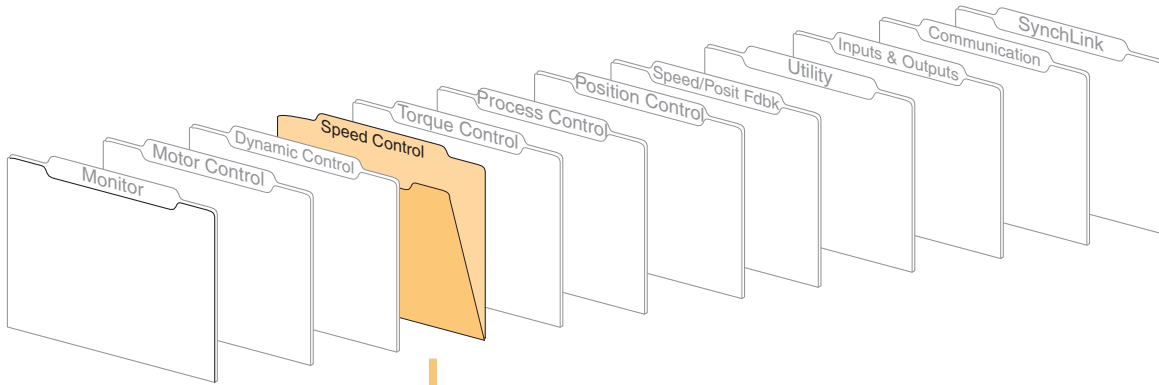 Monitor
Motor Control
Dynamic Control
Speed Control
Torque Control
Process Control
Position Control
Speed/Posit Fdbk
Utility
Inputs & Outputs
Communication
SynchLink